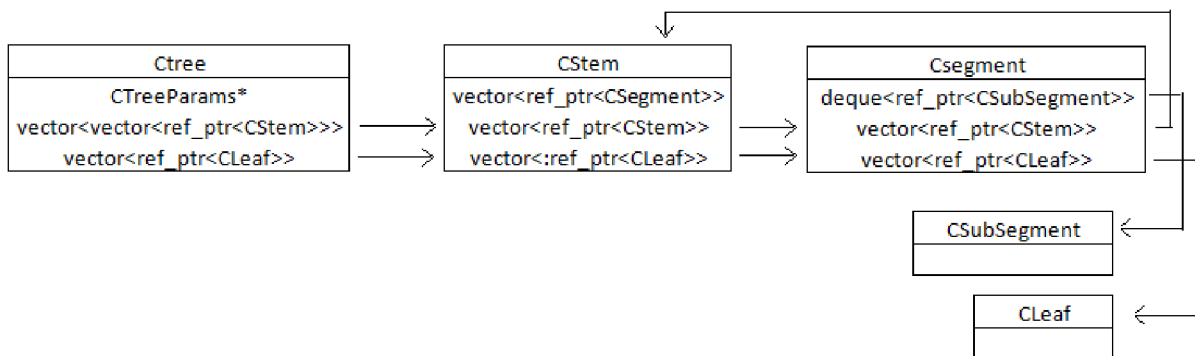 Ctree
CTreeParams*
vector<vector<ref_ptr<CStem>>>
vector<ref_ptr<CLeaf>>
CStem
vector<ref_ptr<CSegment>>
vector<ref_ptr<CStem>>
vector<:ref_ptr<CLeaf>>
Csegment
deque<ref_ptr<CSubSegment>>
vector<ref_ptr<CStem>>
vector<ref_ptr<CLeaf>>
CSubSegment
CLeaf